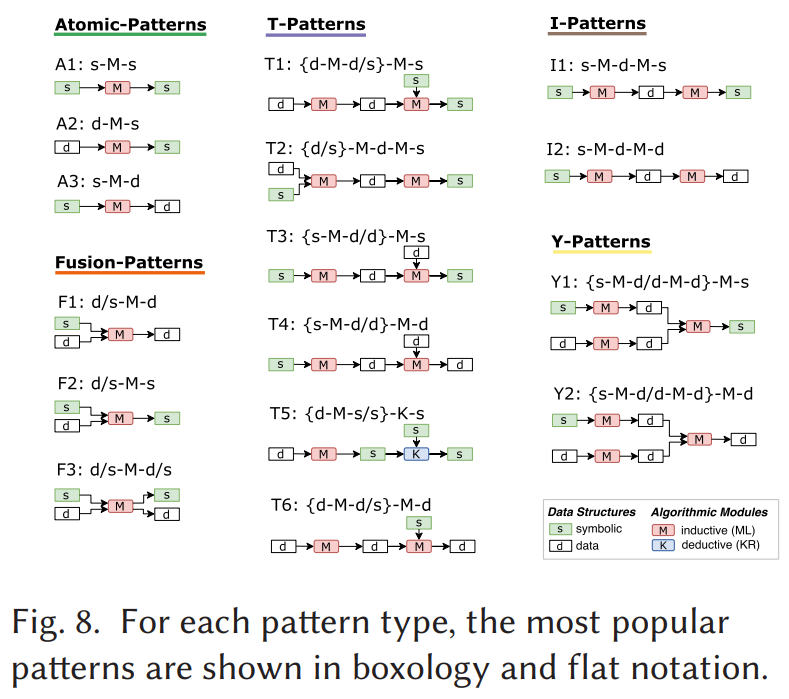 Atomic-Patterns
A1: s-M-s
s M s
A2: d-M-s
d M s
A3: s-M-d
s M d
Fusion-Patterns
F1: d/s-M-d
s
d M d
F2: d/s-M-s
s
d M s
F3: d/s-M-d/s
s M s
d d
T-Patterns
T1: {d-M-d/s}-M-s
s
d M d M s
T2: {d/s}-M-d-M-s
d
s M d M s
T3: {s-M-d/d}-M-s
d
s M d M s
T4: {s-M-d/d}-M-d
d
s M d M d
T5: {d-M-s/s}-K-s
s
d M s K s
T6: {d-M-d/s}-M-d
s
d M d M d
I-Patterns
I1: s-M-d-M-s
s M d M s
I2: s-M-d-M-d
s M d M d
Y-Patterns
Y1: {s-M-d/d-M-d}-M-s
s M d
M s
d M d
Y2: {s-M-d/d-M-d}-M-d
s M d
M d
d M d
Data Structures
s symbolic
d data
Algorithmic Modules
M inductive (ML)
K deductive (KR)
Fig. 8. For each pattern type, the most popular
patterns are shown in boxology and flat notation.